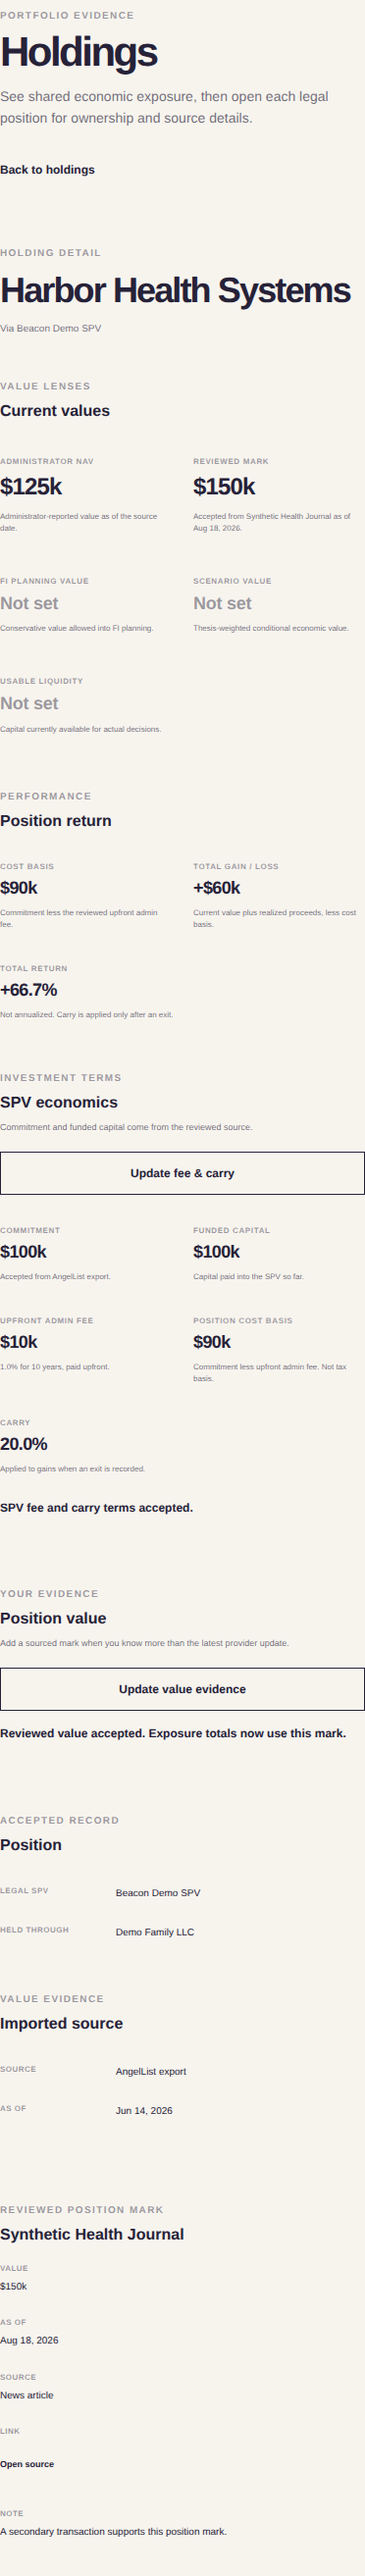 PORTFOLIO EVIDENCE
Holdings
See shared economic exposure, then open each legal
position for ownership and source details.
Back to holdings
HOLDING DETAIL
Harbor Health Systems
Via Beacon Demo SPV
VALUE LENSES
Current values
ADMINISTRATOR NAV
$125k
Administrator-reported value as of the source
date.
REVIEWED MARK
$150k
Accepted from Synthetic Health Journal as of
Aug 18, 2026.
FI PLANNING VALUE
Not set
Conservative value allowed into FI planning.
SCENARIO VALUE
Not set
Thesis-weighted conditional economic value.
USABLE LIQUIDITY
Not set
Capital currently available for actual decisions.
PERFORMANCE
Position return
COST BASIS
$90k
Commitment less the reviewed upfront admin
fee.
TOTAL GAIN / LOSS
+$60k
Current value plus realized proceeds, less cost
basis.
TOTAL RETURN
+66.7%
Not annualized. Carry is applied only after an exit.
INVESTMENT TERMS
SPV economics
Commitment and funded capital come from the reviewed source.
Update fee & carry
COMMITMENT
$100k
Accepted from AngelList export.
FUNDED CAPITAL
$100k
Capital paid into the SPV so far.
UPFRONT ADMIN FEE
$10k
1.0% for 10 years, paid upfront.
POSITION COST BASIS
$90k
Commitment less upfront admin fee. Not tax
basis.
CARRY
20.0%
Applied to gains when an exit is recorded.
SPV fee and carry terms accepted.
YOUR EVIDENCE
Position value
Add a sourced mark when you know more than the latest provider update.
Update value evidence
Reviewed value accepted. Exposure totals now use this mark.
ACCEPTED RECORD
Position
LEGAL SPV
Beacon Demo SPV
HELD THROUGH
Demo Family LLC
VALUE EVIDENCE
Imported source
SOURCE
AngelList export
AS OF
Jun 14, 2026
REVIEWED POSITION MARK
Synthetic Health Journal
VALUE
$150k
AS OF
Aug 18, 2026
SOURCE
News article
LINK
Open source
NOTE
A secondary transaction supports this position mark.